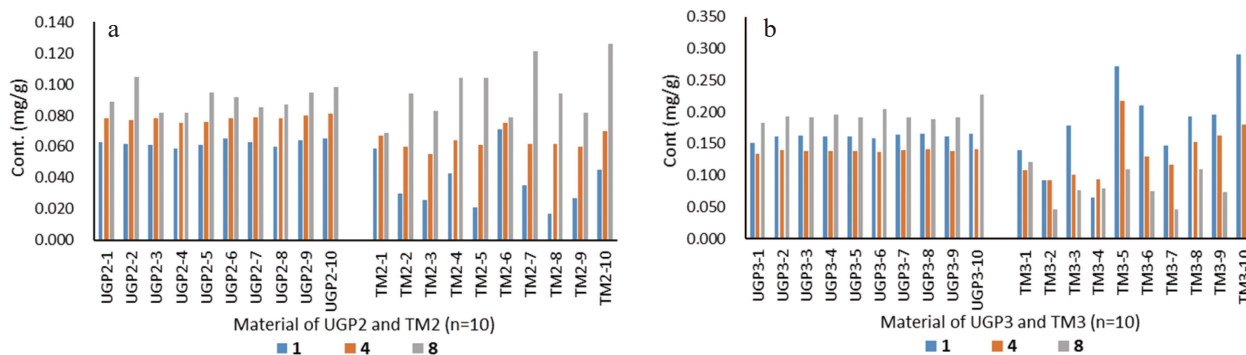 a
Cont. (mg/g)
0.140
0.120
0.100
0.080
0.060
0.040
0.020
0.000
UGP2-1
UGP2-2
UGP2-3
UGP2-4
UGP2-5
UGP2-6
UGP2-7
UGP2-8
UGP2-9
UGP2-10
TM2-1
TM2-2
TM2-3
TM2-4
TM2-5
TM2-6
TM2-7
TM2-8
TM2-9
TM2-10
Material of UGP2 and TM2 (n=10)
1 4 8
b
Cont (mg/g)
0.350
0.300
0.250
0.200
0.150
0.100
0.050
0.000
UGP3-1
UGP3-2
UGP3-3
UGP3-4
UGP3-5
UGP3-6
UGP3-7
UGP3-8
UGP3-9
UGP3-10
TM3-1
TM3-2
TM3-3
TM3-4
TM3-5
TM3-6
TM3-7
TM3-8
TM3-9
TM3-10
Material of UGP3 and TM3 (n=10)
1 4 8